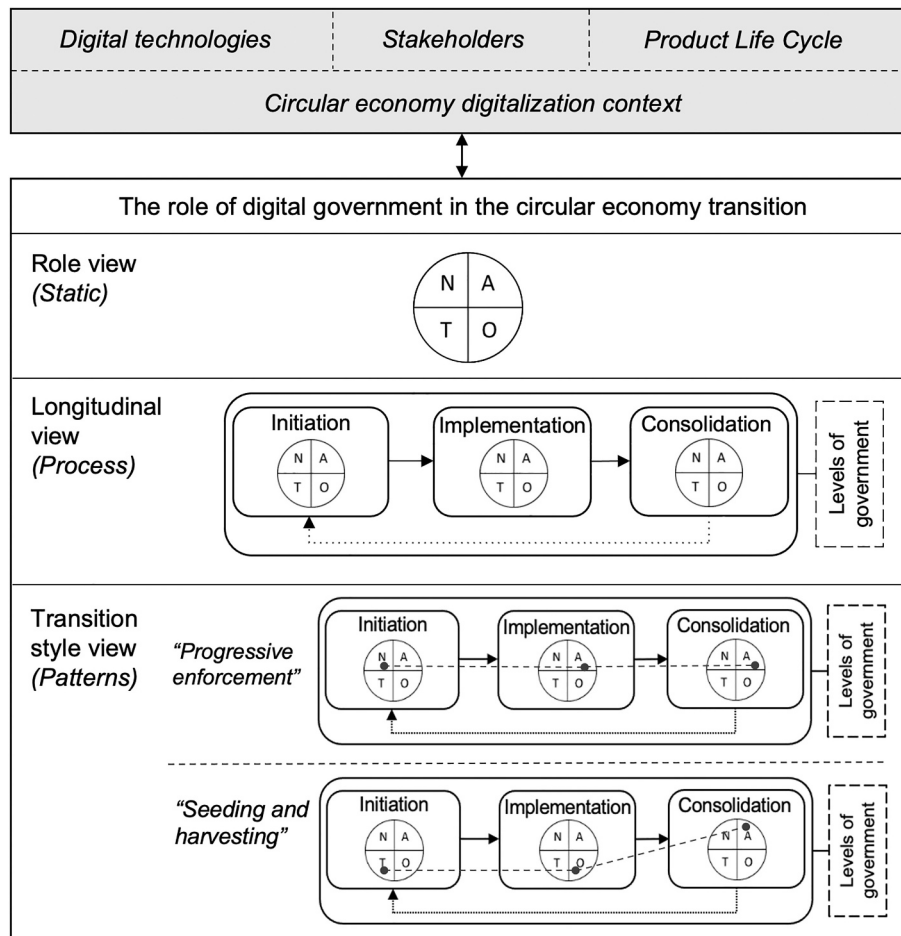 Digital technologies
Stakeholders
Product Life Cycle
Circular economy digitalization context
The role of digital government in the circular economy transition
Role view
(Static)
N A
T O
Longitudinal
view
(Process)
Initiation
N A
T O
Implementation
N A
T O
Consolidation
N A
T O
Levels of
government
Transition
style view
(Patterns)
“Progressive
enforcement”
Initiation
N A
T O
Implementation
N A
T O
Consolidation
N A
T O
Levels of
government
“Seeding and
harvesting”
Initiation
N A
T O
Implementation
N A
T O
Consolidation
N A
T O
Levels of
government